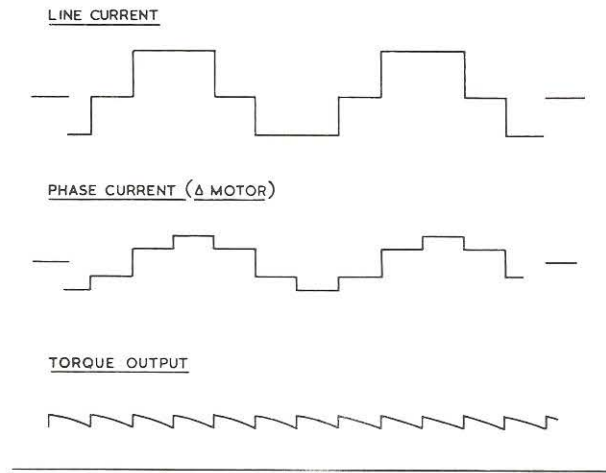 LINE CURRENT
PHASE CURRENT (Δ MOTOR)
TORQUE OUTPUT